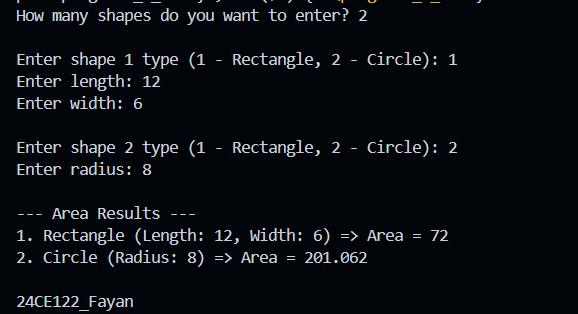 How many shapes do you want to enter? 2
Enter shape 1 type (1 - Rectangle, 2 - Circle): 1
Enter length: 12
Enter width: 6
Enter shape 2 type (1 - Rectangle, 2 - Circle): 2
Enter radius: 8
--- Area Results ---
1. Rectangle (Length: 12, Width: 6) => Area = 72
2. Circle (Radius: 8) => Area = 201.062
24CE122_Fayan